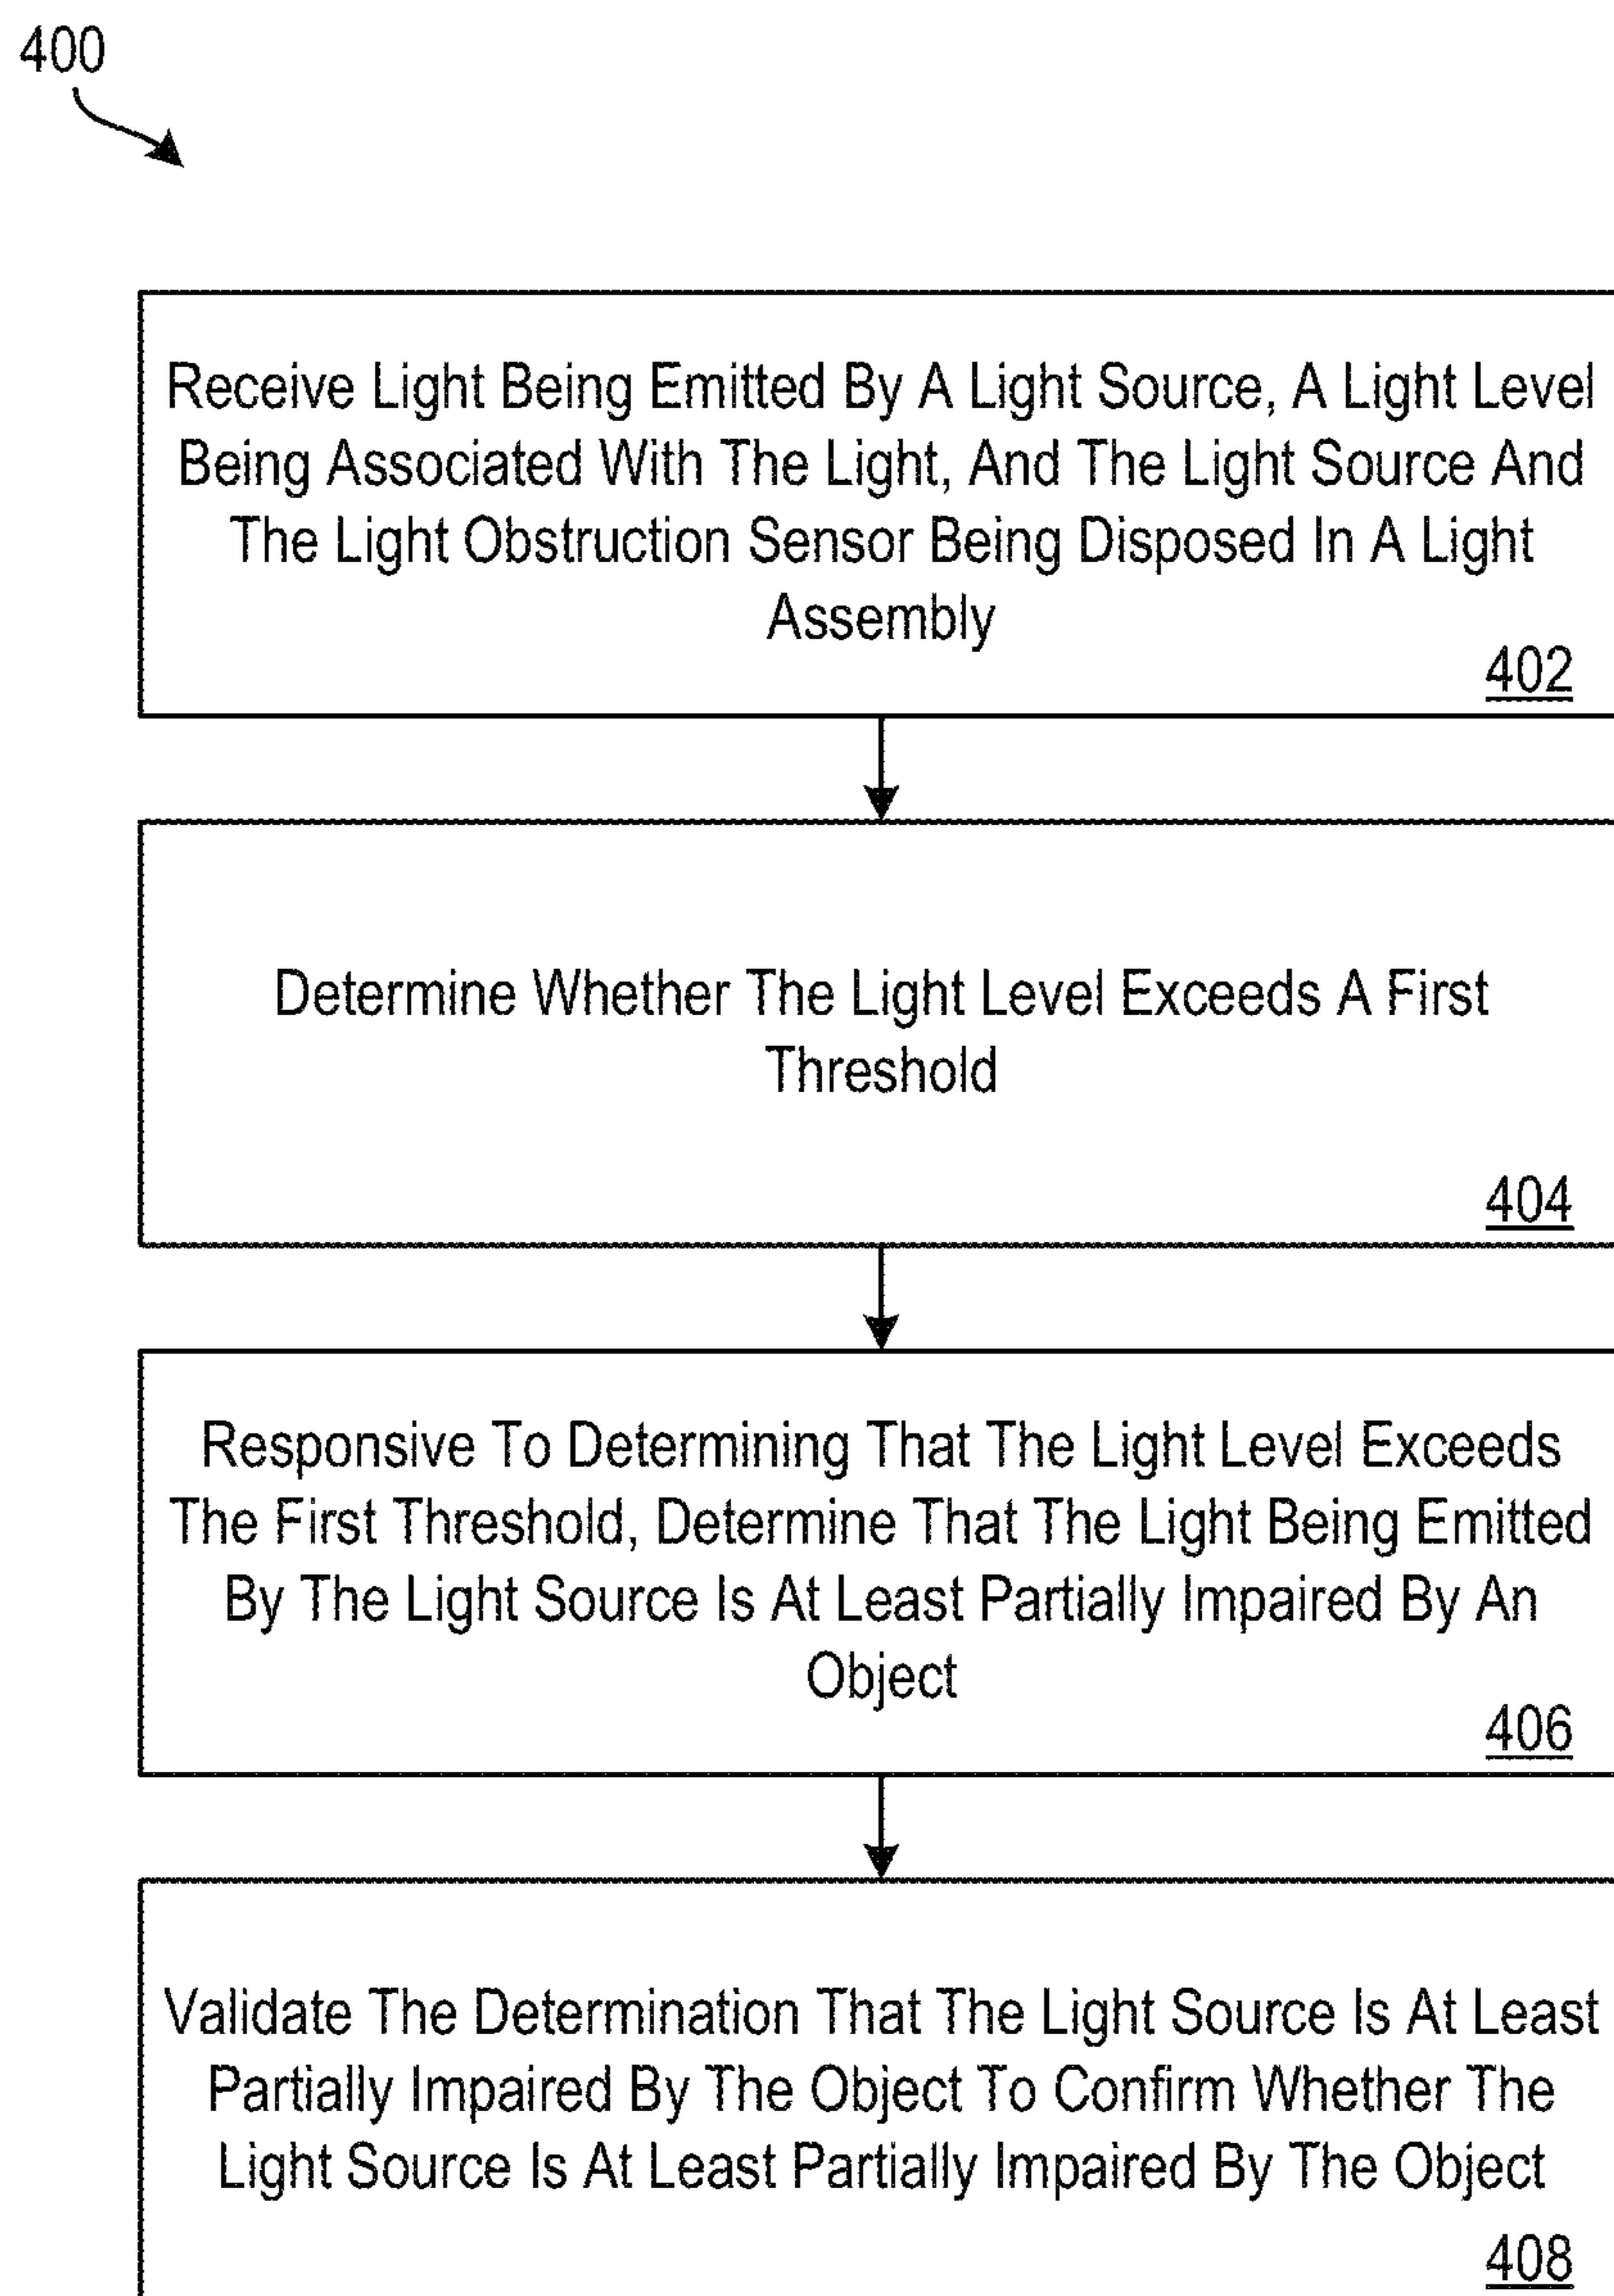 400
Receive Light Being Emitted By A Light Source, A Light Level
Being Associated With The Light, And The Light Source And
The Light Obstruction Sensor Being Disposed In A Light
Assembly
402
Determine Whether The Light Level Exceeds A First
Threshold
404
Responsive To Determining That The Light Level Exceeds
The First Threshold, Determine That The Light Being Emitted
By The Light Source Is At Least Partially Impaired By An
Object
406
Validate The Determination That The Light Source Is At Least
Partially Impaired By The Object To Confirm Whether The
Light Source Is At Least Partially Impaired By The Object
408